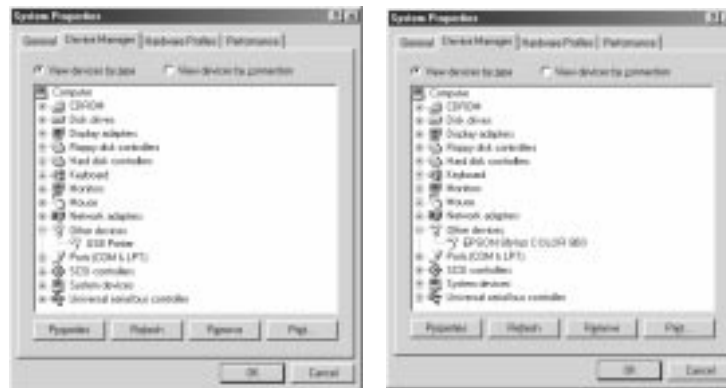 System Properties
General Device Manager Hardware Profiles Performance
View devices by type View devices by connection
Computer
CDROM
Disk drives
Display adapters
Floppy disk controllers
Hard disk controllers
Keyboard
Monitors
Mouse
Network adapters
Other devices
USB Printer
Ports (COM & LPT)
SCSI controllers
System devices
Universal serial bus controller
Properties Refresh Remove Print...
OK Cancel
System Properties
General Device Manager Hardware Profiles Performance
View devices by type View devices by connection
Computer
CDROM
Disk drives
Display adapters
Floppy disk controllers
Hard disk controllers
Keyboard
Monitors
Mouse
Network adapters
Other devices
EPSON Stylus COLOR
Ports (COM & LPT)
SCSI controllers
System devices
Universal serial bus controller
Properties Refresh Remove Print...
OK Cancel